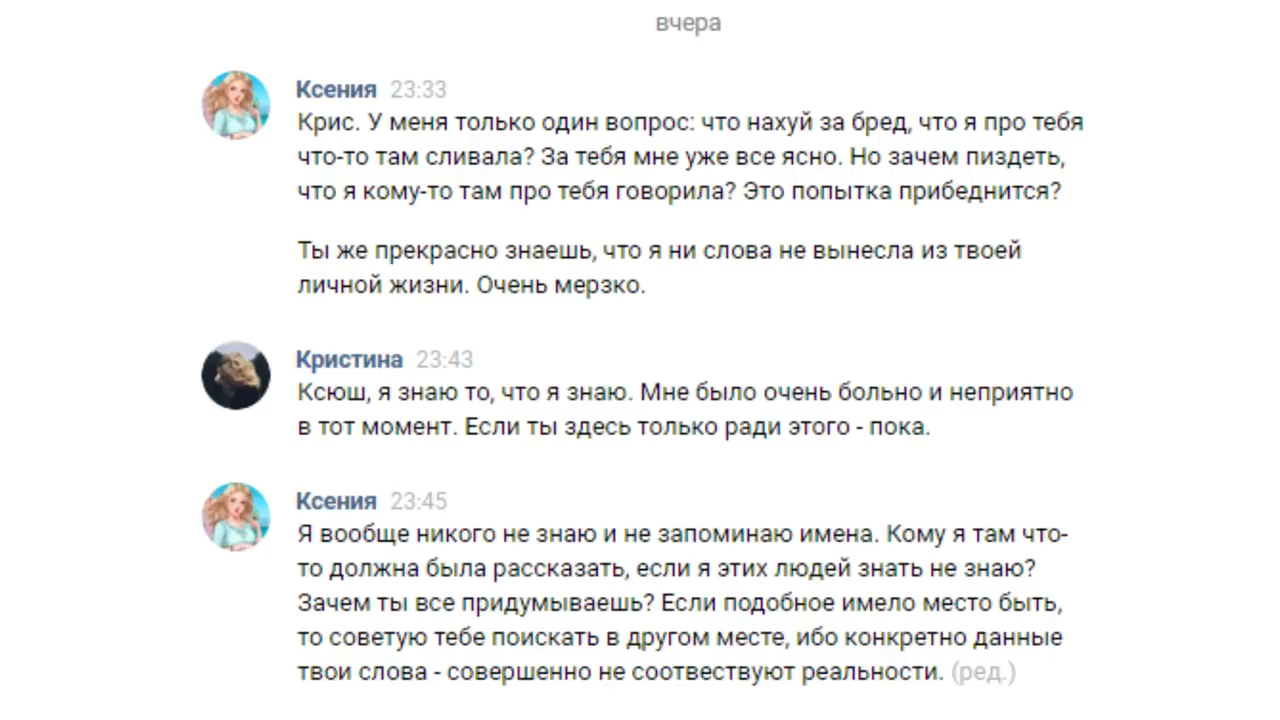 вчера
Ксения 23:33
Крис. У меня только один вопрос: что нахуй за бред, что я про тебя
что-то там сливала? За тебя мне уже все ясно. Но зачем пиздеть,
что я кому-то там про тебя говорила? Это попытка прибеднится?
Ты же прекрасно знаешь, что я ни слова не вынесла из твоей
личной жизни. Очень мерзко.
Кристина 23:43
Ксюш, я знаю то, что я знаю. Мне было очень больно и неприятно
в тот момент. Если ты здесь только ради этого - пока.
Ксения 23:45
Я вообще никого не знаю и не запоминаю имена. Кому я там что-
то должна была рассказать, если я этих людей знать не знаю?
Зачем ты все придумываешь? Если подобное имело место быть,
то советую тебе поискать в другом месте, ибо конкретно данные
твои слова - совершенно не соотвествуют реальности. (ред.)